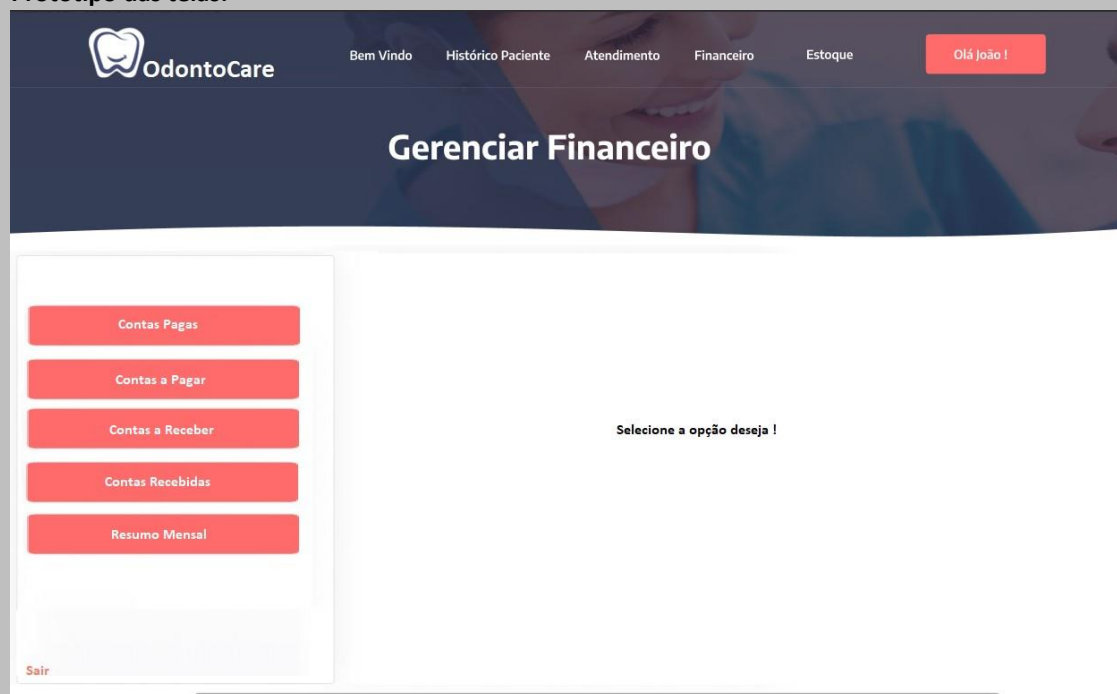 Protótipo das telas:
OdontoCare
Bem Vindo Histórico Paciente Atendimento Financeiro Estoque Olá João !
Gerenciar Financeiro
Contas Pagas
Contas a Pagar
Contas a Receber
Contas Recebidas
Resumo Mensal
Selecione a opção deseja !
Sair